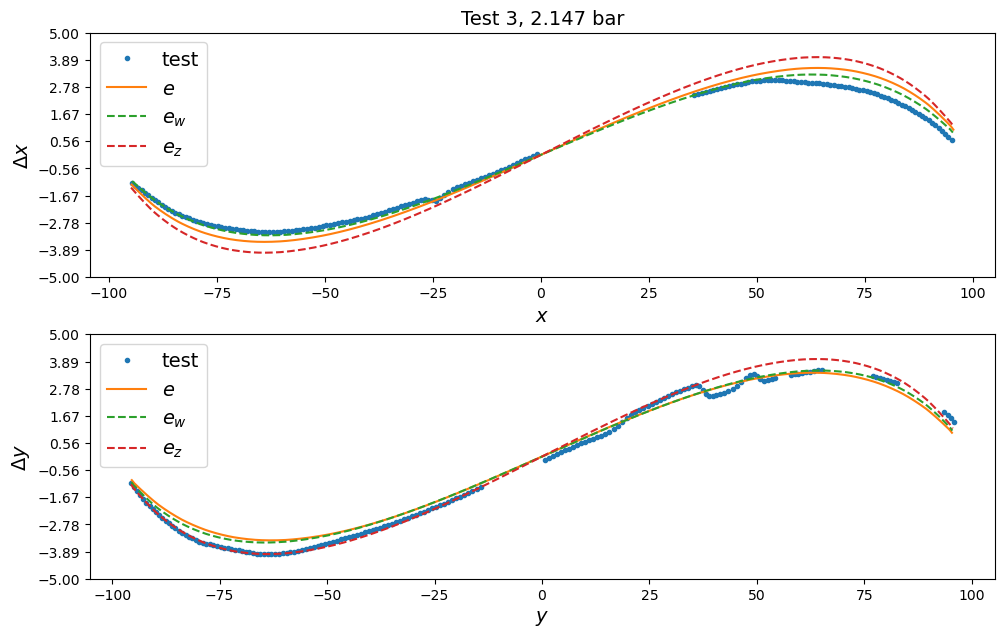 Test 3, 2.147 bar
5.00
3.89
2.78
1.67
0.56
−0.56
−1.67
−2.78
−3.89
−5.00
Δx
test
e
e_w
e_z
−100
−75
−50
−25
0
25
50
75
100
x
5.00
3.89
2.78
1.67
0.56
−0.56
−1.67
−2.78
−3.89
−5.00
Δy
test
e
e_w
e_z
−100
−75
−50
−25
0
25
50
75
100
y